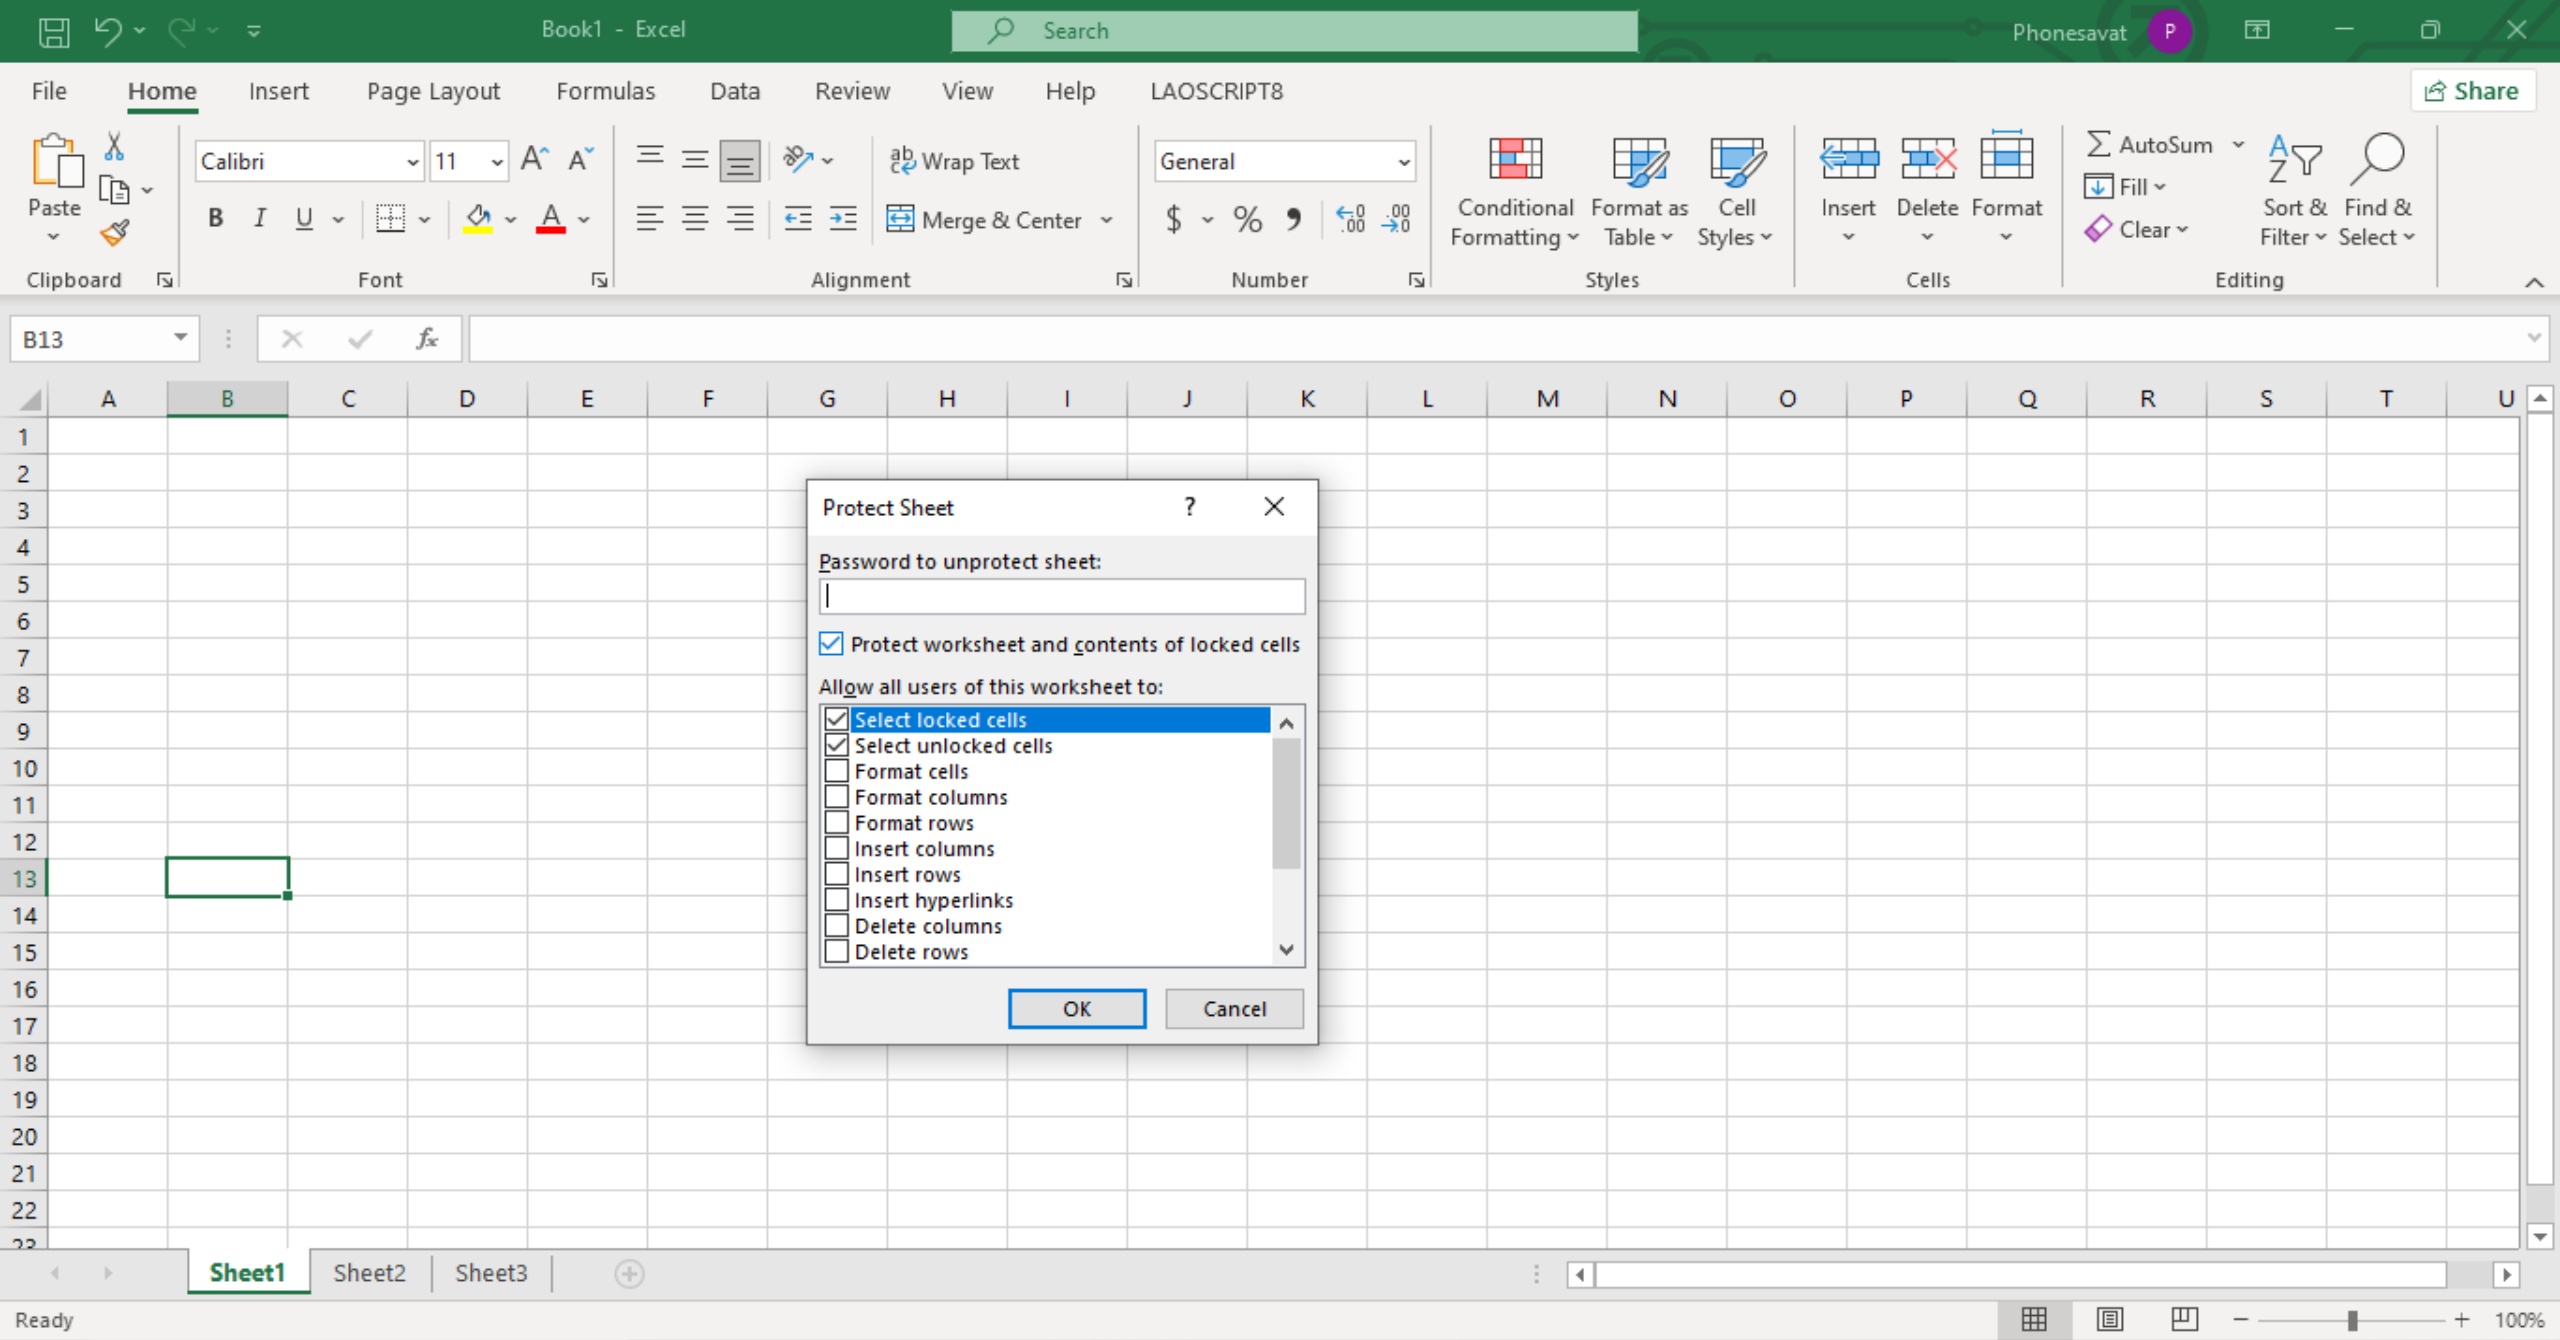 Book1 - Excel
Search
Phonesavat
P
File Home Insert Page Layout Formulas Data Review View Help LAOSCRIPT8
Share
Paste
Clipboard
Calibri
11
B I U
Font
Wrap Text
Merge & Center
Alignment
General
$ % 9
Number
Conditional Formatting
Format as Table
Cell Styles
Styles
Insert
Delete
Format
Cells
AutoSum
Fill
Clear
Sort & Filter
Find & Select
Editing
B13
fx
A B C D E F G H I J K L M N O P Q R S T U
1
2
3
4
5
6
7
8
9
10
11
12
13
14
15
16
17
18
19
20
21
22
23
Protect Sheet ?
Password to unprotect sheet:
Protect worksheet and contents of locked cells
Allow all users of this worksheet to:
Select locked cells
Select unlocked cells
Format cells
Format columns
Format rows
Insert columns
Insert rows
Insert hyperlinks
Delete columns
Delete rows
OK Cancel
Sheet1 Sheet2 Sheet3
Ready
100%